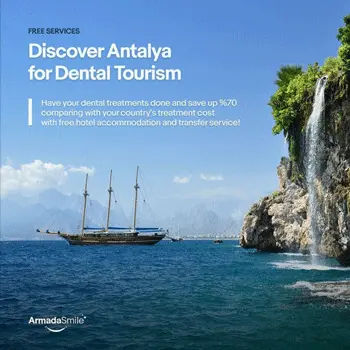 FREE SERVICES
Discover Antalya
for Dental Tourism
Have your dental treatments done and save up %70
comparing with your country's treatment cost
with free hotel accommodation and transfer service!
ArmadaSmile